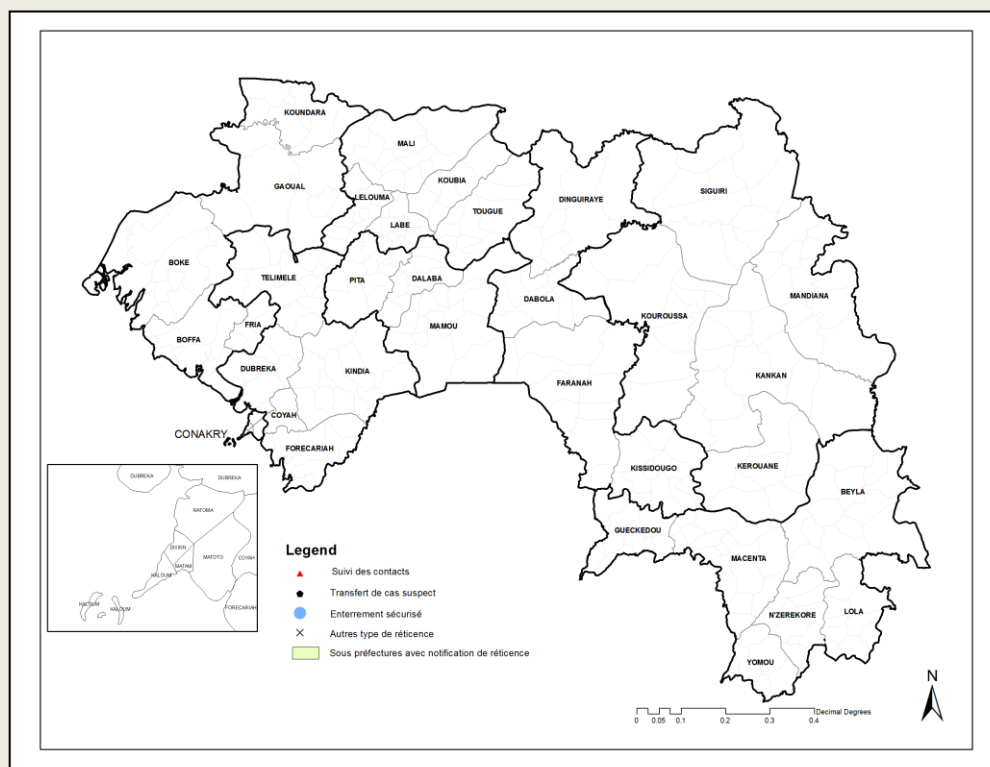 KOUNDARA
MALI
GAOUAL
KOUBIA
LELOUMA
TOUGUE
LABE
DINGUIRAYE
SIGUIRI
BOKE
TELIMELE
PITA
DALABA
DABOLA
MANDIANA
KOUROUSSA
FRIA
MAMOU
BOFFA
DUBREKA
KINDIA
KANKAN
FARANAH
COYAH
CONAKRY
FORECARIAH
KISSIDOUGO
KEROUANE
BEYLA
GUECKEDOU
MACENTA
N'ZEREKORE
LOLA
YOMOU
DUBREKA
DUBREKA
RATOMA
DIXINN
MATOTO
COYAH
MATAM
KALOUM
KALOUM
KALOUM
FORECARIAH
Legend
Suivi des contacts
Transfert de cas suspect
Enterrement sécurisé
Autres type de réticence
Sous préfectures avec notification de réticence
N
Decimal Degrees
0 0.05 0.1 0.2 0.3 0.4